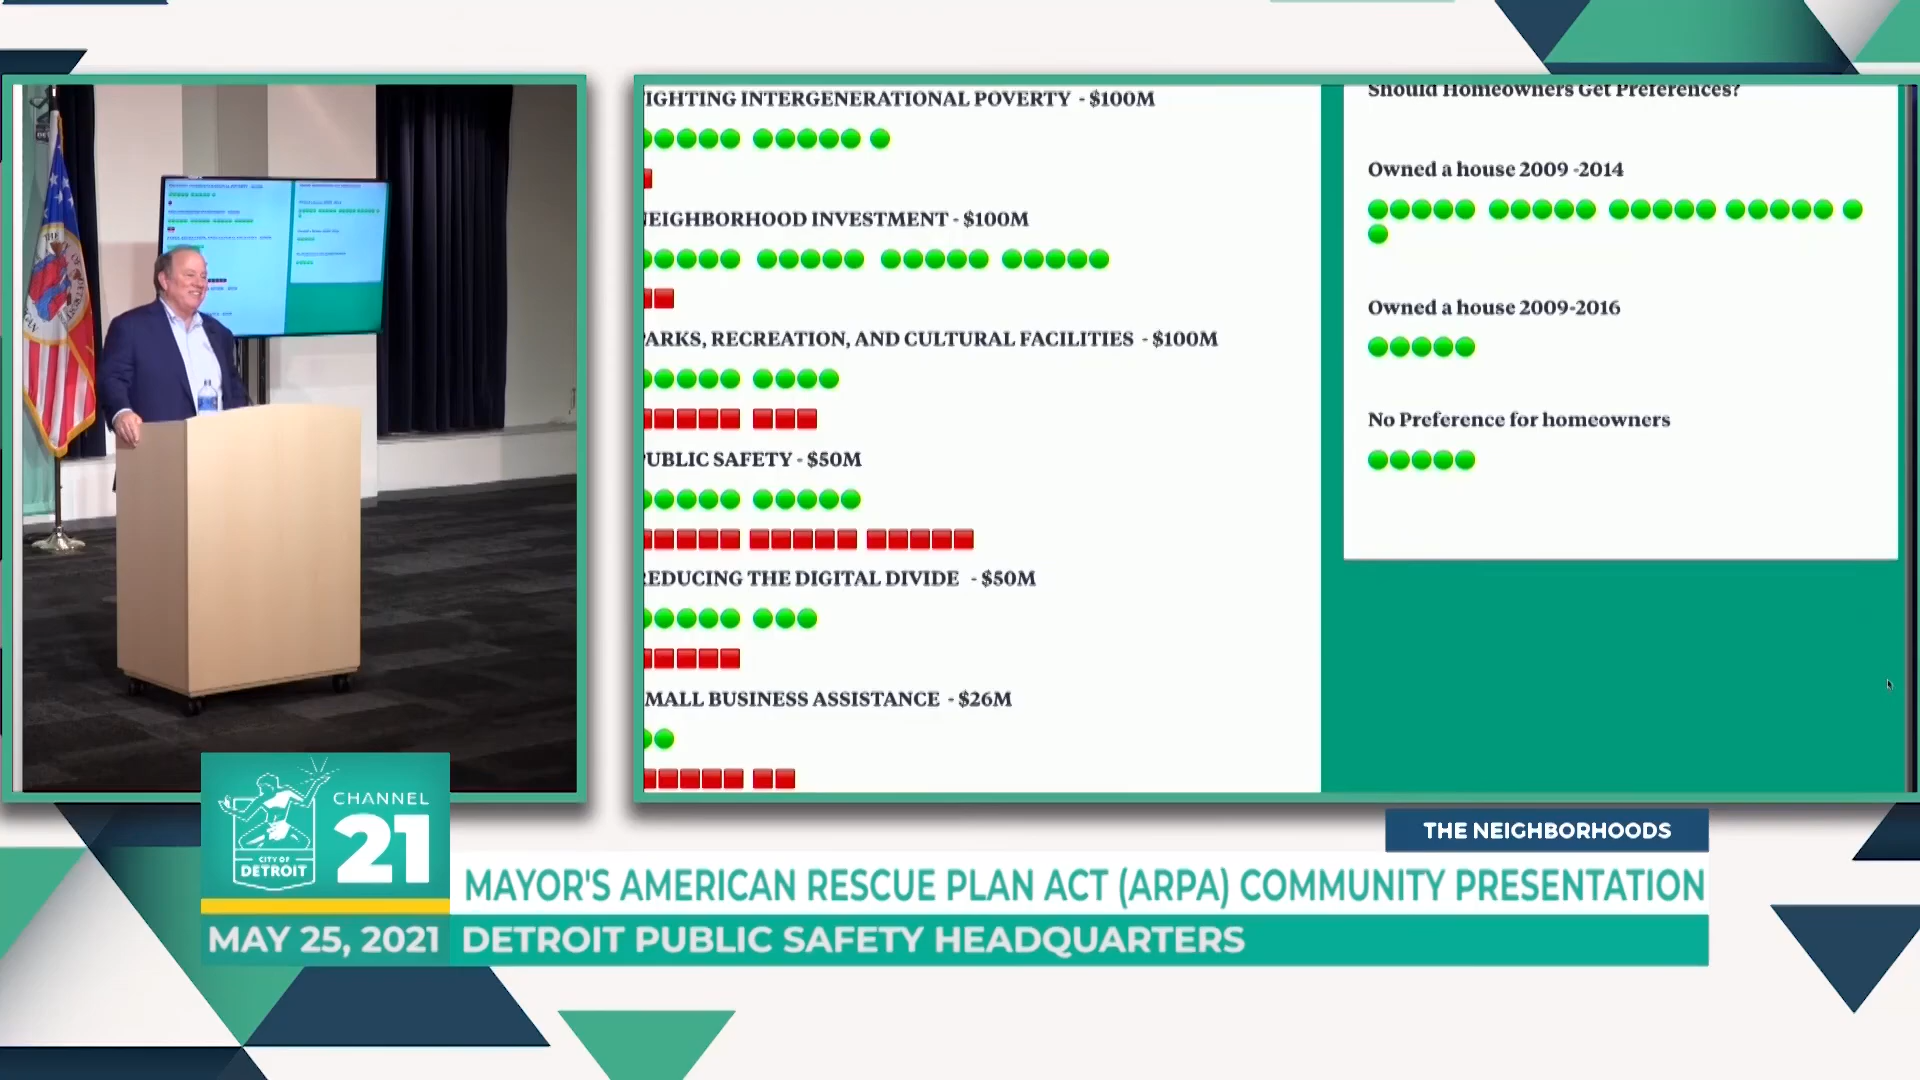 IGHTING INTERGENERATIONAL POVERTY - $100M
EIGHBORHOOD INVESTMENT - $100M
ARKS, RECREATION, AND CULTURAL FACILITIES - $100M
UBLIC SAFETY - $50M
EDUCING THE DIGITAL DIVIDE - $50M
MALL BUSINESS ASSISTANCE - $26M
Should Homeowners Get Preferences?
Owned a house 2009 -2014
Owned a house 2009-2016
No Preference for homeowners
THE NEIGHBORHOODS
CHANNEL
21
CITY OF
DETROIT
MAYOR'S AMERICAN RESCUE PLAN ACT (ARPA) COMMUNITY PRESENTATION
MAY 25, 2021
DETROIT PUBLIC SAFETY HEADQUARTERS